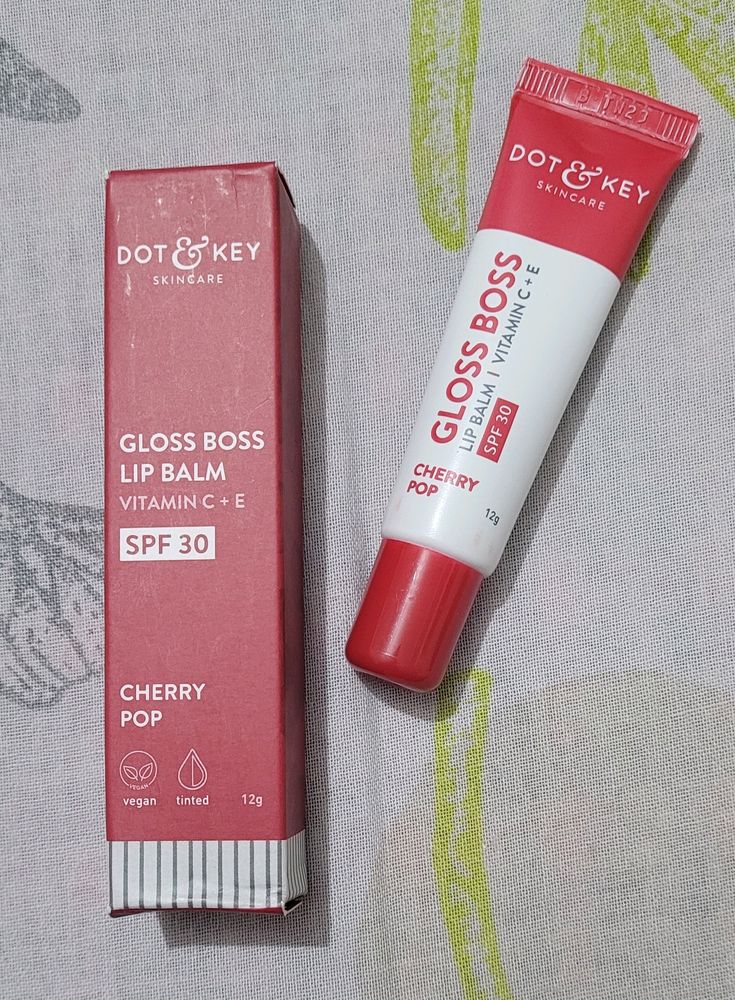 DOT & KEY
SKINCARE
GLOSS BOSS
LIP BALM
VITAMIN C + E
SPF 30
CHERRY
POP
VEGAN
vegan
tinted
12g
DOT & KEY
SKINCARE
GLOSS BOSS
LIP BALM | VITAMIN C + E
SPF 30
CHERRY
POP
12g